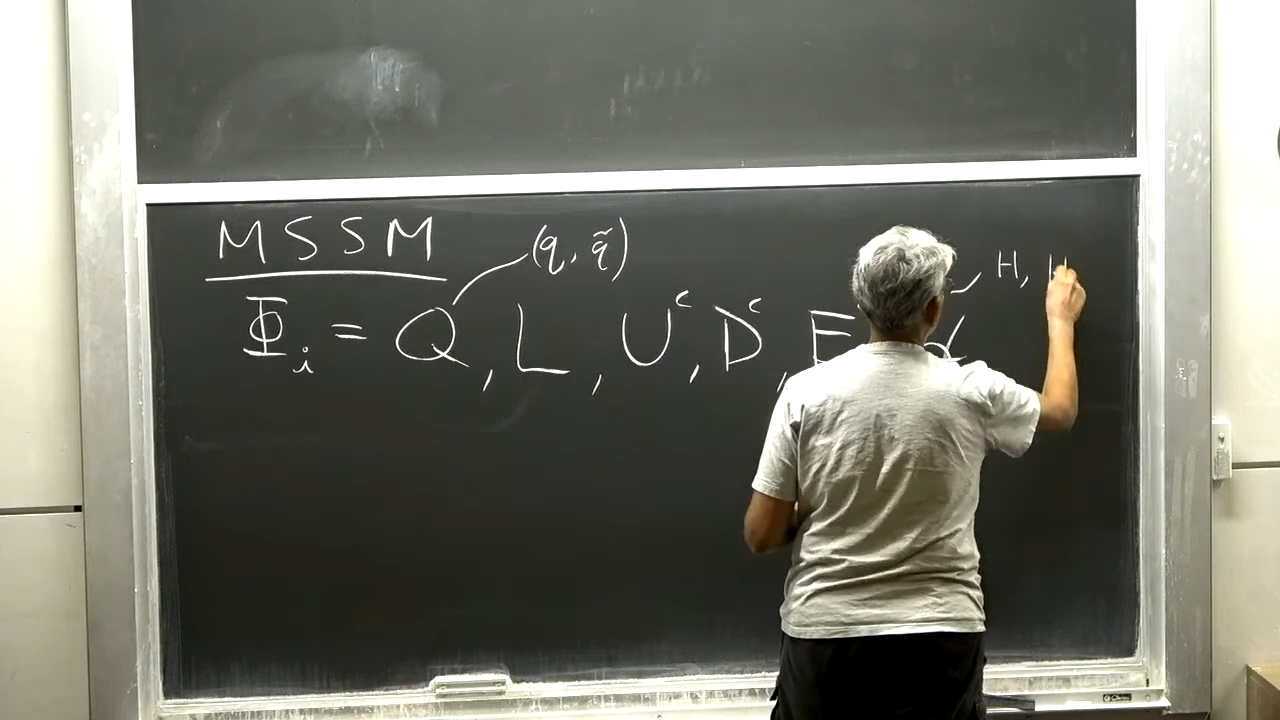 MSSM
(q, q̃)
H, H
Φᵢ = Q, L, Uᶜ, Dᶜ, E